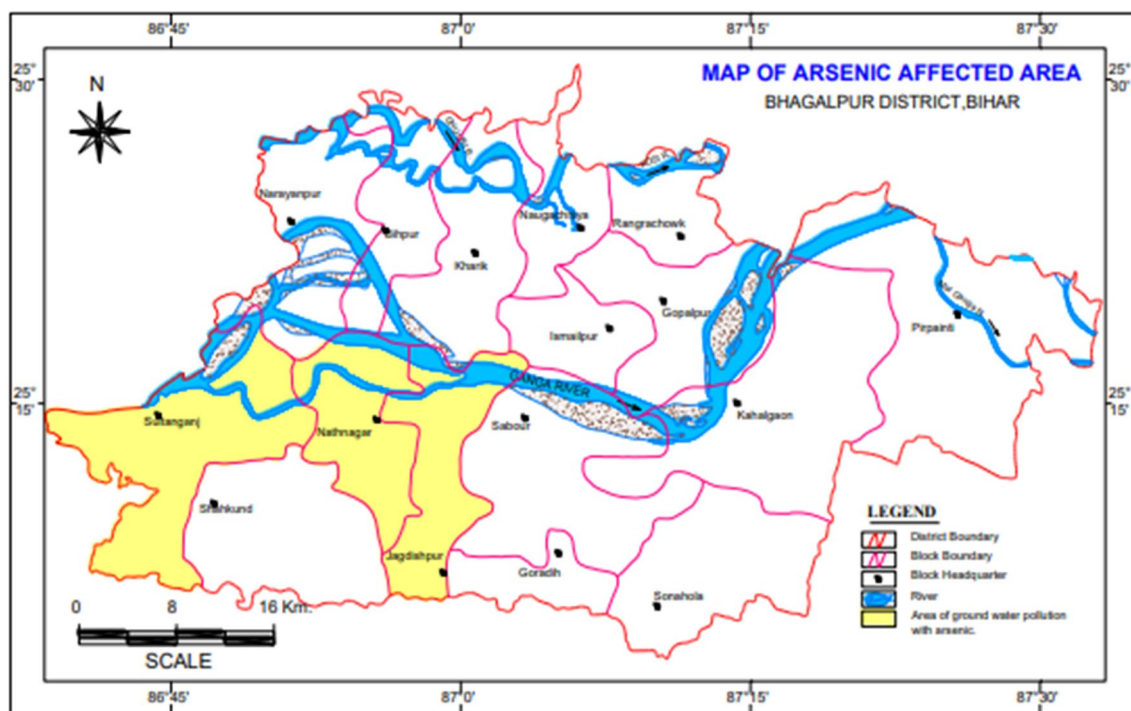 86°45' 87°0' 87°15' 87°30'
25°
30'
25°
30'
N
MAP OF ARSENIC AFFECTED AREA
BHAGALPUR DISTRICT,BIHAR
Narayanpur
Bihpur
Kharik
Naugachhiya
Rangrachowk
Gopalpur
Ismailpur
Pirpainti
GANGA RIVER
25°
15'
25°
15'
Sultanganj
Nathnagar
Sabour
Kahalgaon
Shahkund
Jagdishpur
Goradih
Sonahola
LEGEND
District Boundary
Block Boundary
Block Headquarter
River
Area of ground water pollution
with arsenic.
0 8 16 Km.
SCALE
86°45' 87°0' 87°15' 87°30'